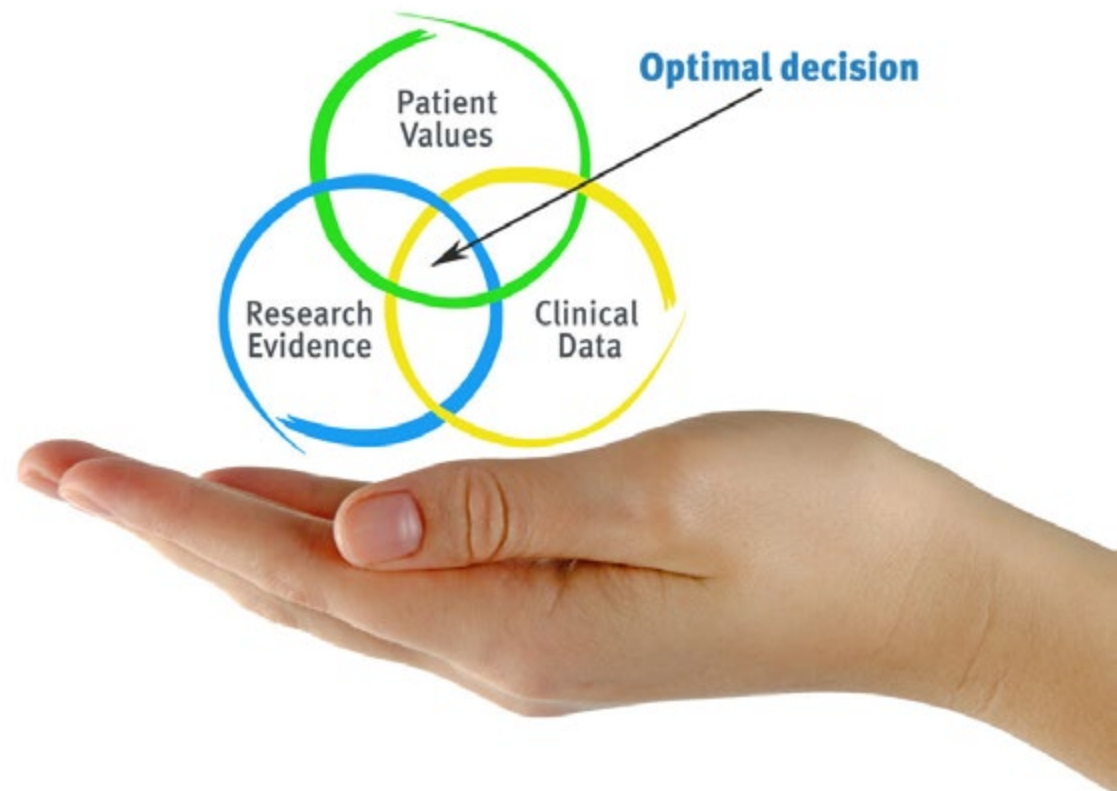 Optimal decision
Patient
Values
Research
Evidence
Clinical
Data